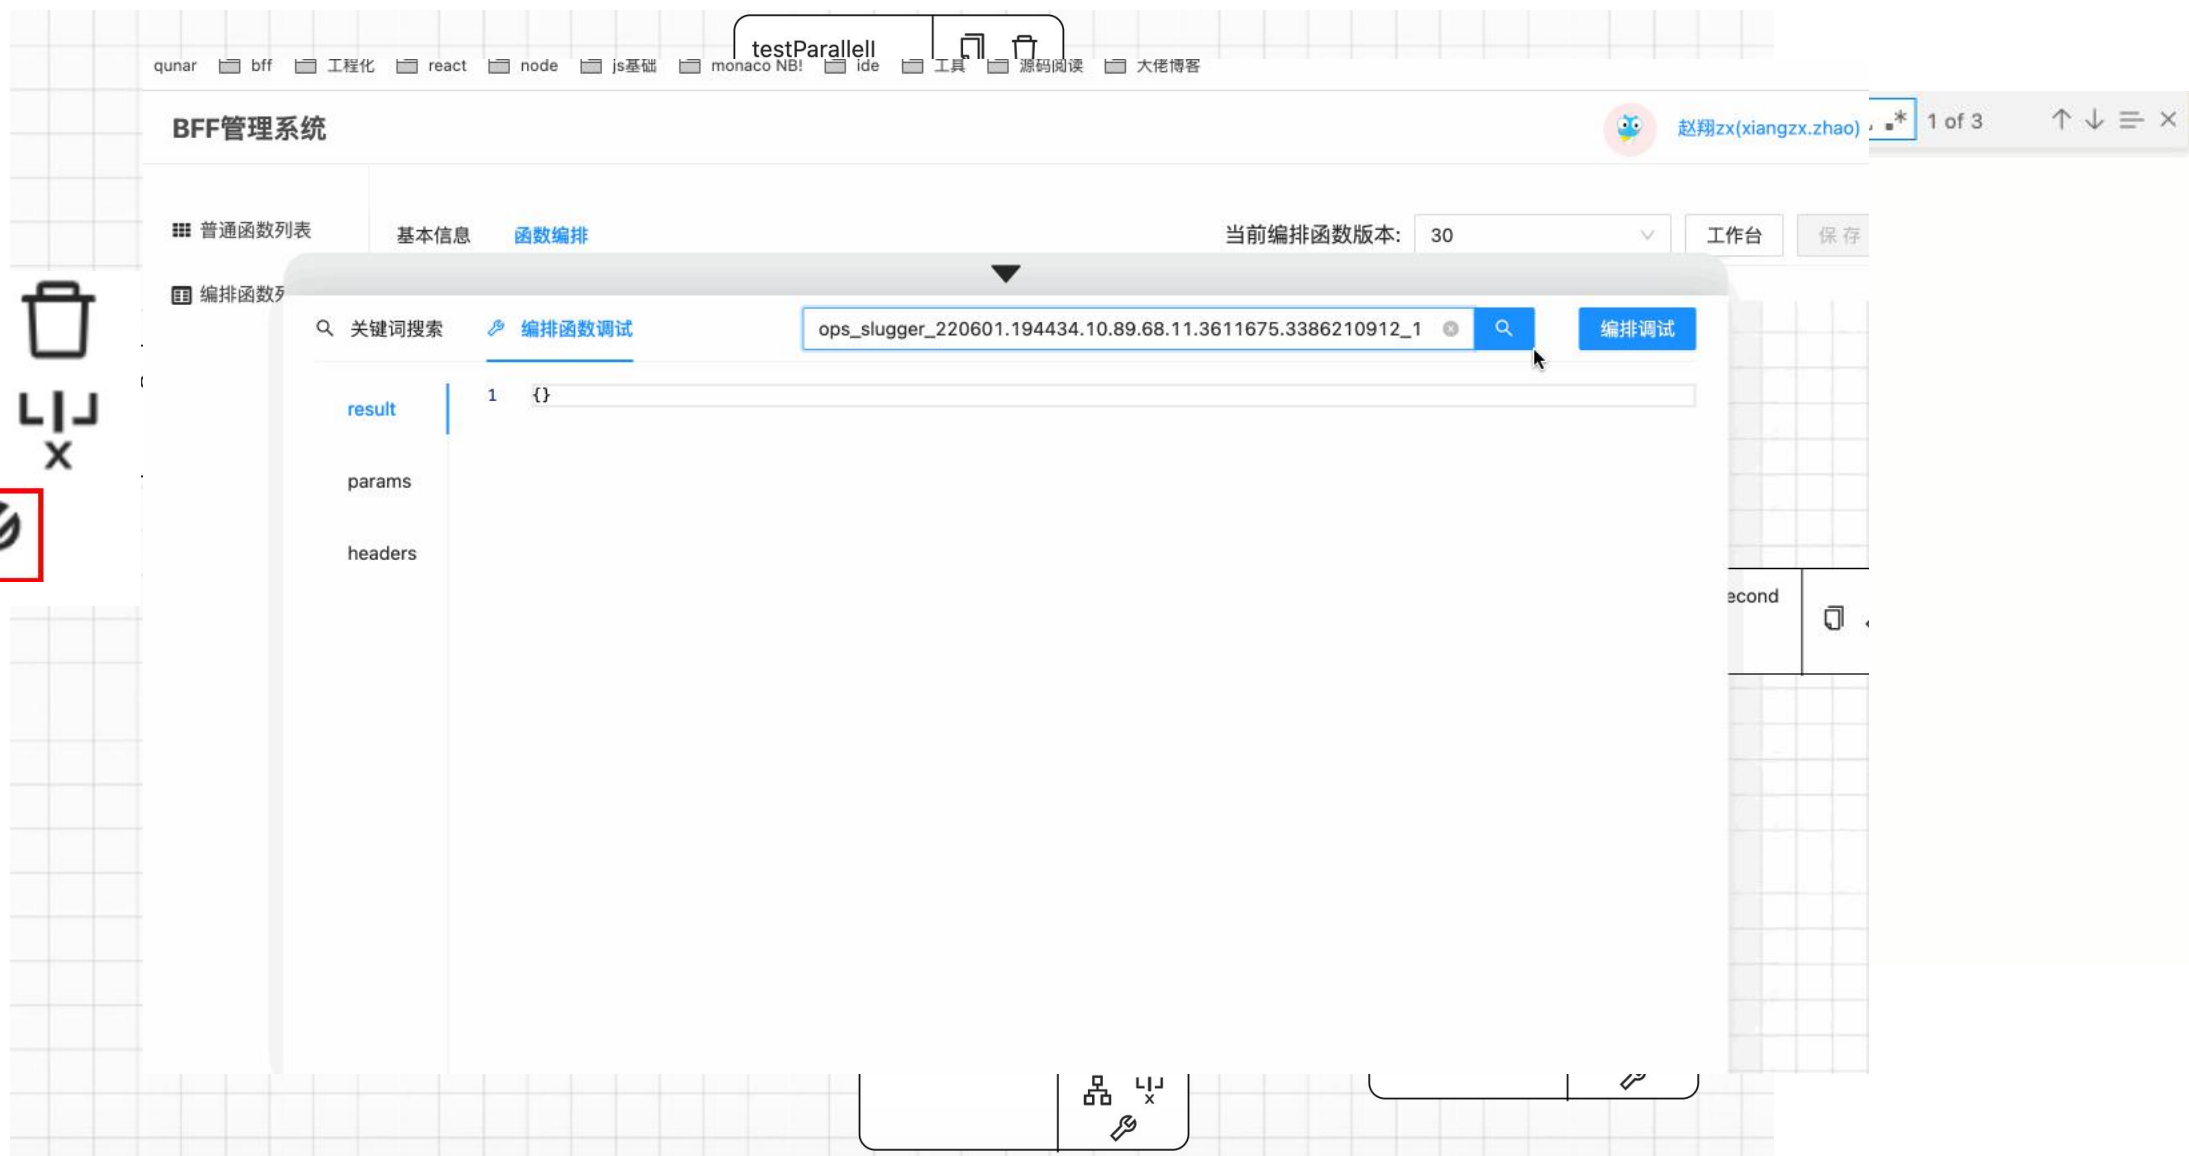 testParallelI
qunar bff 工程化 react node js基础 monaco NB! ide 工具 源码阅读 大佬博客
BFF管理系统
赵翔zx(xiangzx.zhao)
.* 1 of 3
普通函数列表
基本信息 函数编排
当前编排函数版本: 30
工作台
保存
编排函数列
关键词搜索
编排函数调试
ops_slugger_220601.194434.10.89.68.11.3611675.3386210912_1
编排调试
result
1 {}
params
headers
econd
x
x